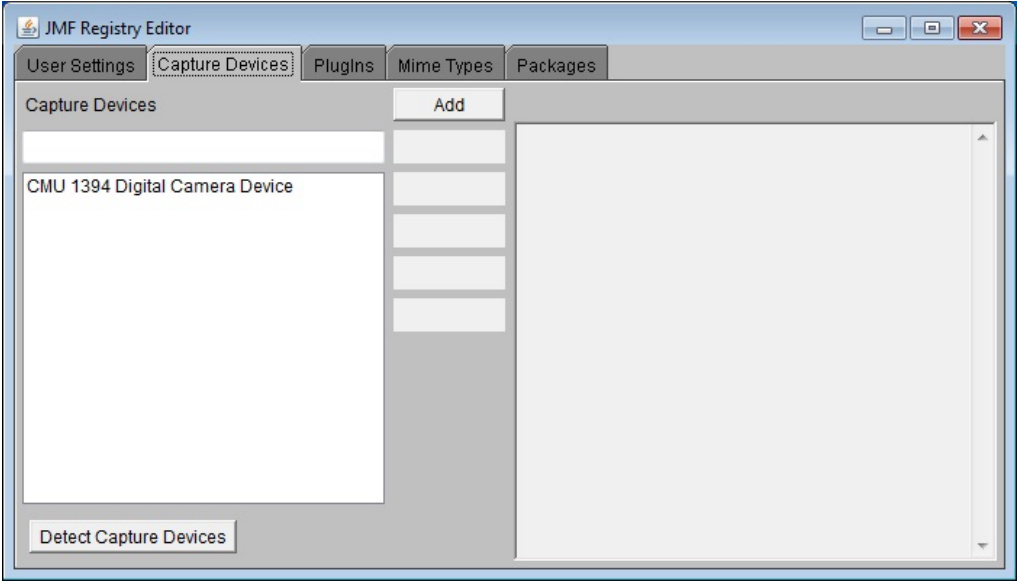 JMF Registry Editor
User Settings Capture Devices PlugIns Mime Types Packages
Capture Devices
Add
CMU 1394 Digital Camera Device
Detect Capture Devices